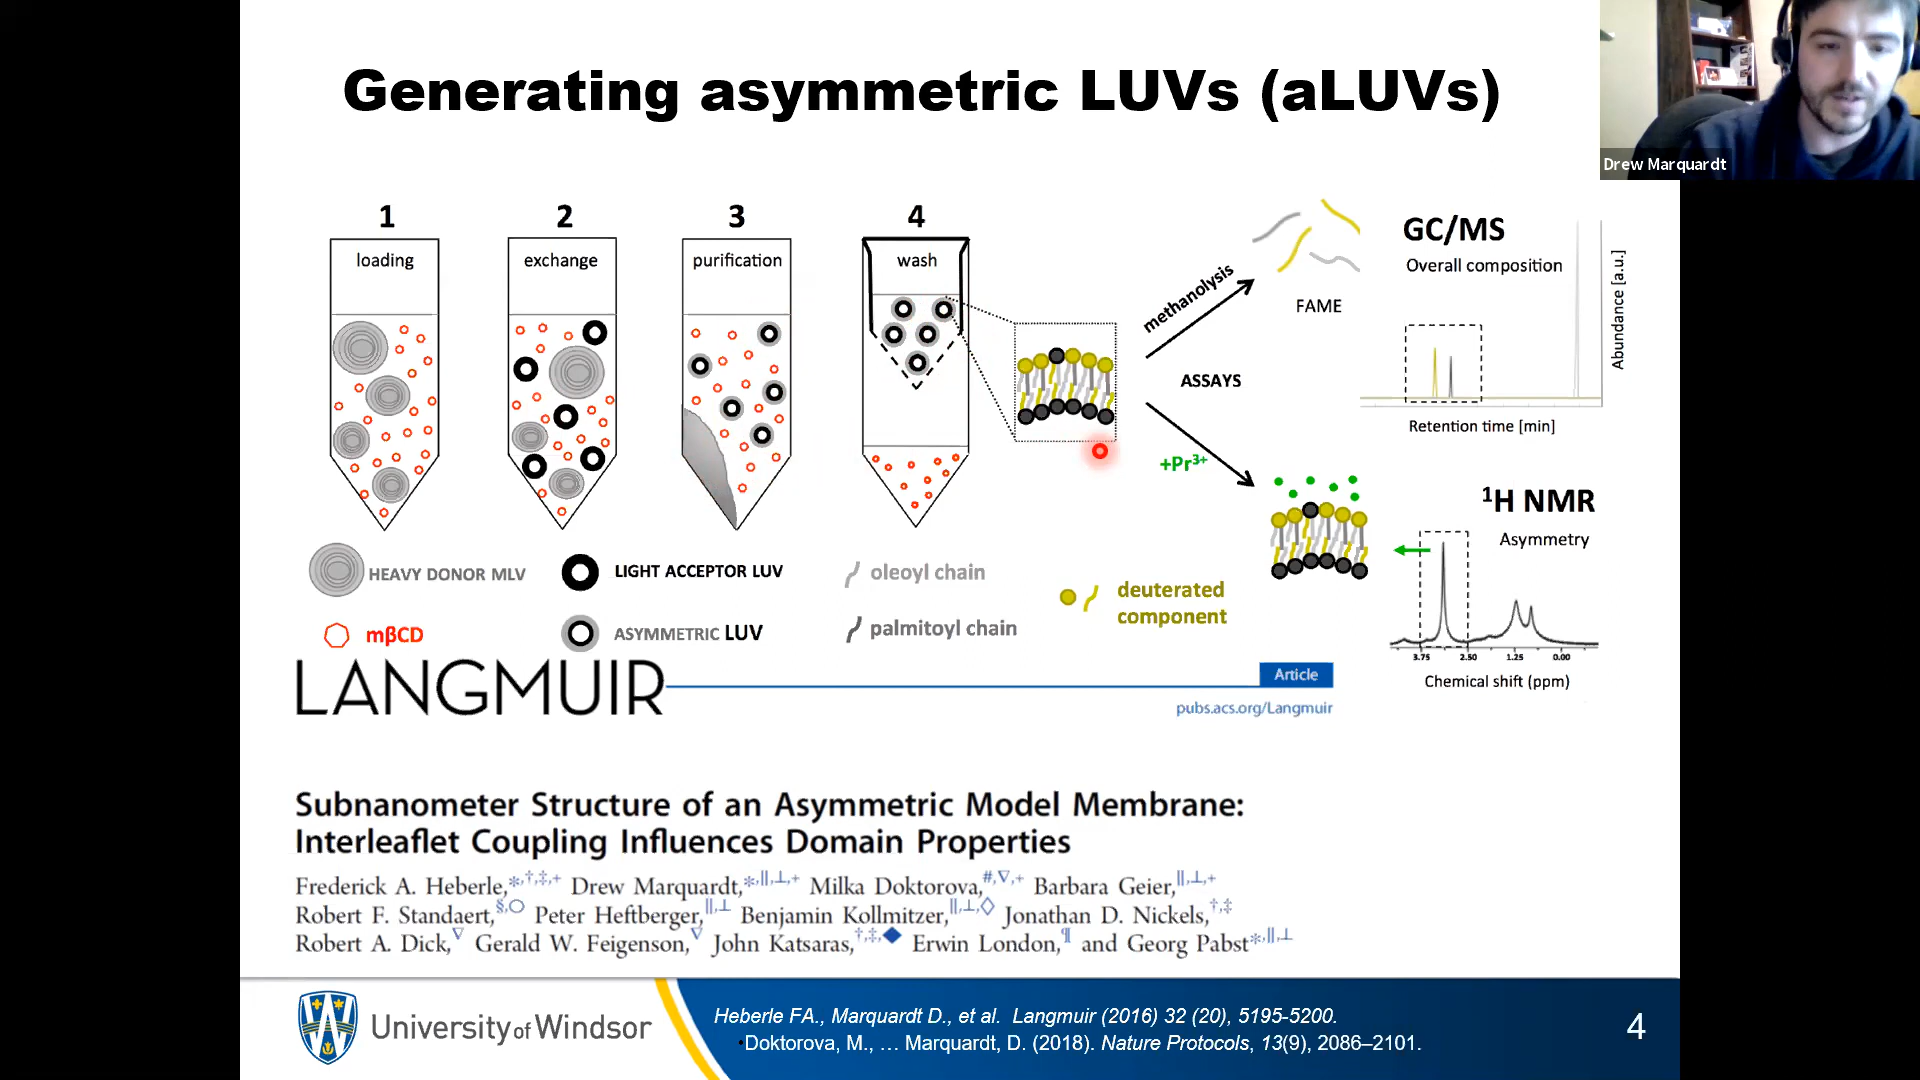 Generating asymmetric LUVs (aLUVs)
Drew Marquardt
1
2
3
4
loading
exchange
purification
wash
methanolysis
FAME
ASSAYS
+Pr³⁺
GC/MS
Overall composition
Abundance [a.u.]
Retention time [min]
¹H NMR
Asymmetry
3.75 2.50 1.25 0.00
Chemical shift (ppm)
HEAVY DONOR MLV
LIGHT ACCEPTOR LUV
oleoyl chain
deuterated
component
mβCD
ASYMMETRIC LUV
palmitoyl chain
LANGMUIR
Article
pubs.acs.org/Langmuir
Subnanometer Structure of an Asymmetric Model Membrane:
Interleaflet Coupling Influences Domain Properties
Frederick A. Heberle,*,†,‡,+ Drew Marquardt,*,||,⊥,+ Milka Doktorova,#,∇,+ Barbara Geier,||,⊥,+
Robert F. Standaert,§,○ Peter Heftberger,||,⊥ Benjamin Kollmitzer,||,⊥,◇ Jonathan D. Nickels,†,‡
Robert A. Dick,∇ Gerald W. Feigenson,∇ John Katsaras,†,‡,◆ Erwin London,¶ and Georg Pabst*,||,⊥
University of Windsor
Heberle FA., Marquardt D., et al. Langmuir (2016) 32 (20), 5195-5200.
•Doktorova, M., … Marquardt, D. (2018). Nature Protocols, 13(9), 2086–2101.
4